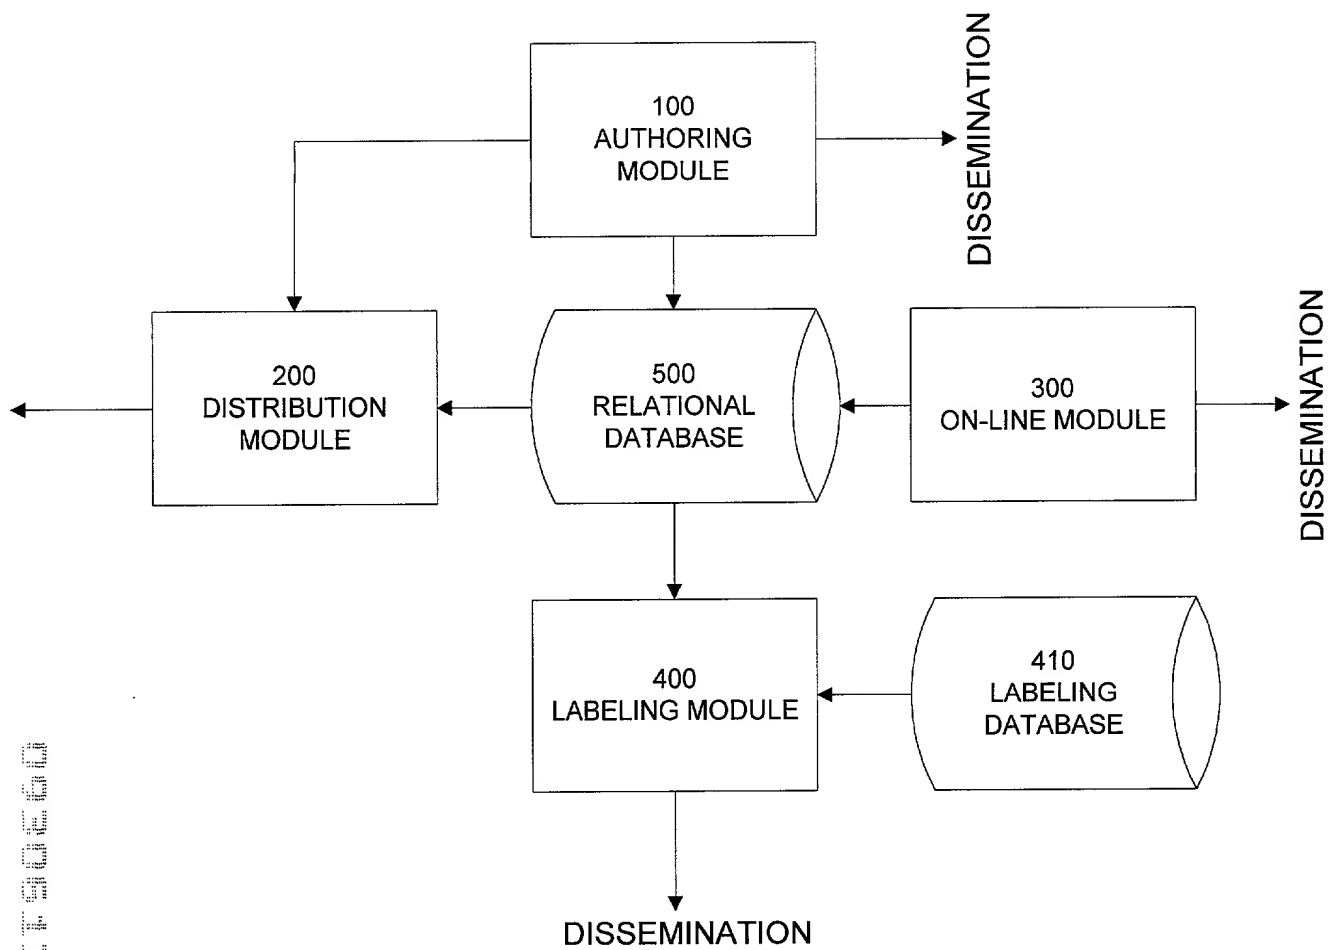 100
AUTHORING
MODULE
DISSEMINATION
200
DISTRIBUTION
MODULE
500
RELATIONAL
DATABASE
300
ON-LINE MODULE
DISSEMINATION
400
LABELING MODULE
410
LABELING
DATABASE
DISSEMINATION